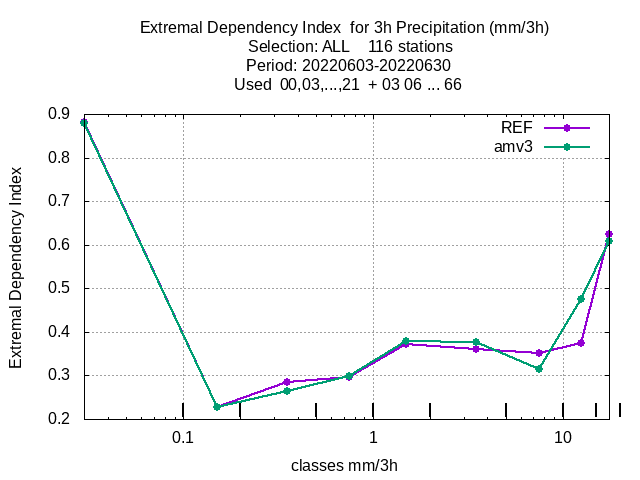 Extremal Dependency Index  for 3h Precipitation (mm/3h)
Selection: ALL    116 stations
Period: 20220603-20220630
Used  00,03,...,21  + 03 06 ... 66
REF
amv3
0.9
0.8
0.7
0.6
0.5
0.4
0.3
0.2
Extremal Dependency Index
0.1
1
10
classes mm/3h